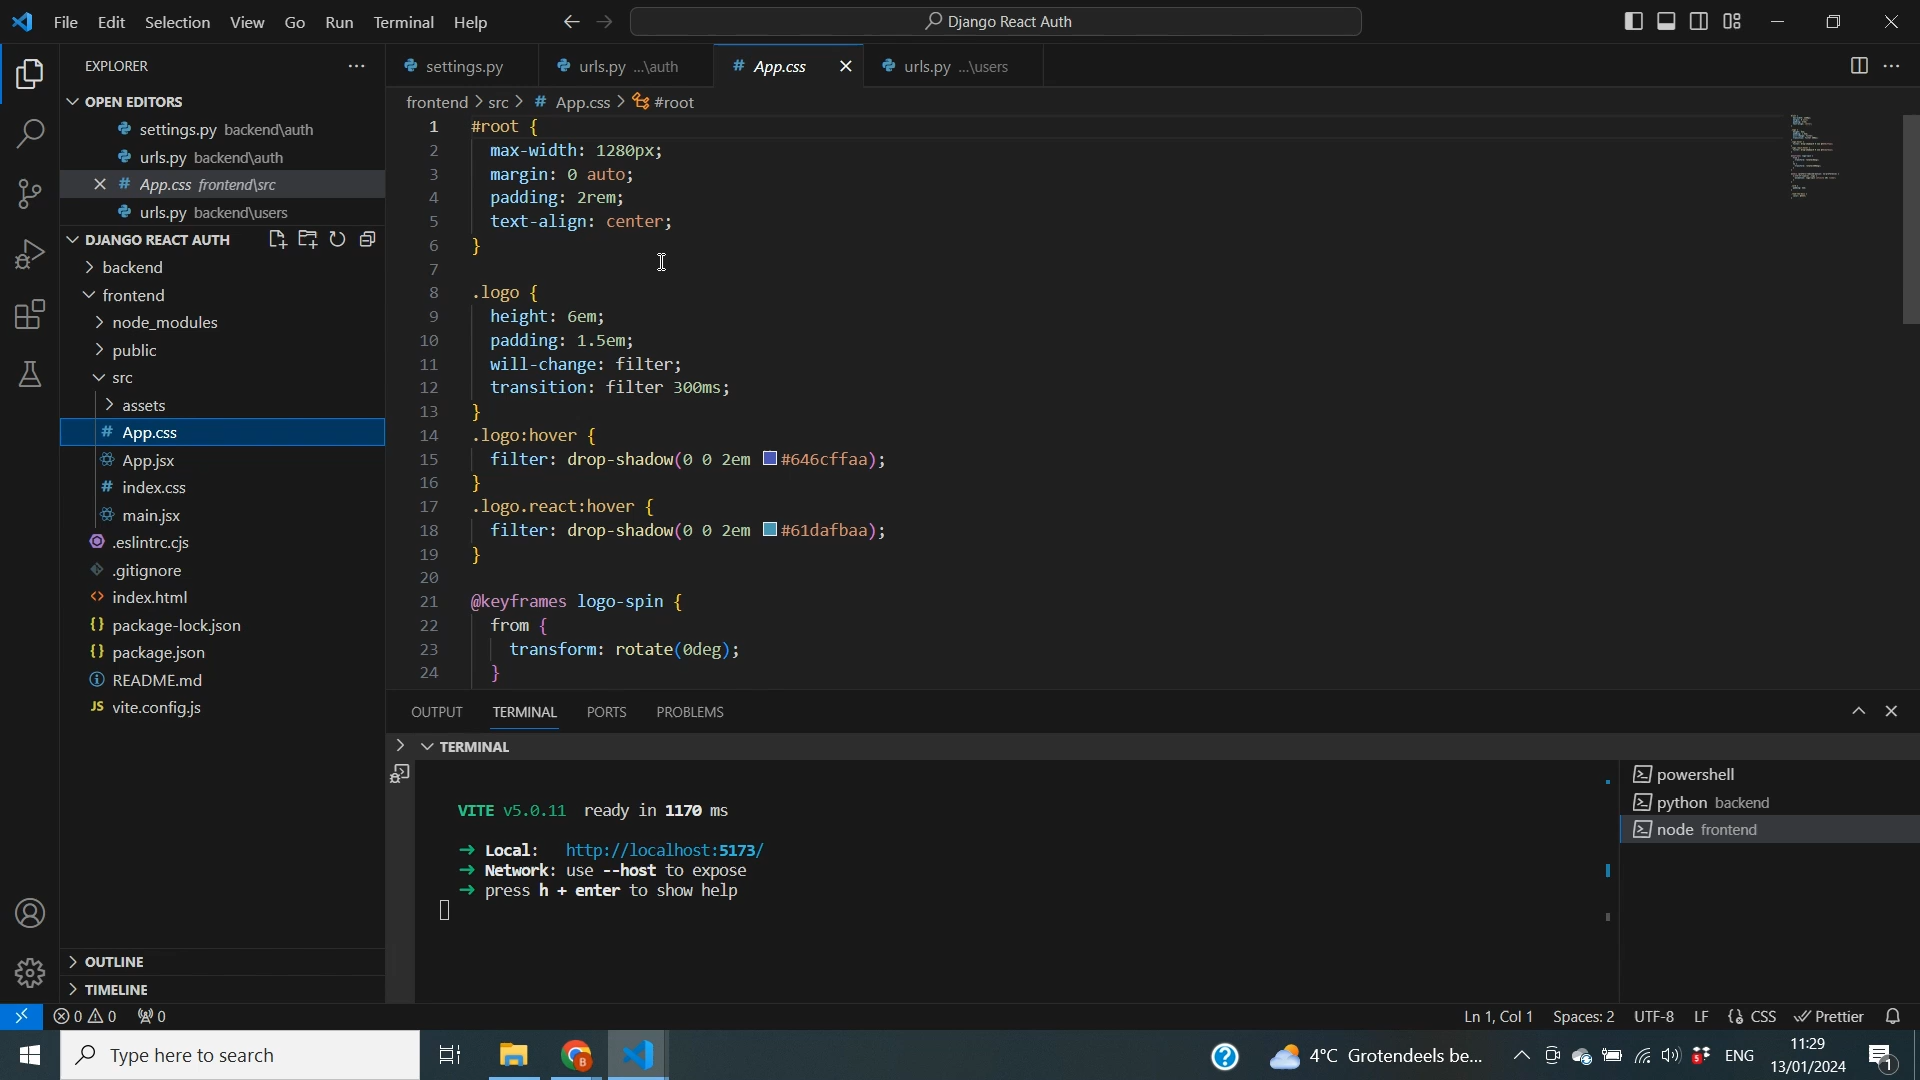 File Edit Selection View Go Run Terminal Help
Django React Auth
EXPLORER
OPEN EDITORS
settings.py backend\auth
urls.py backend\auth
# App.css frontend\src
urls.py backend\users
DJANGO REACT AUTH
backend
frontend
node_modules
public
src
assets
# App.css
App.jsx
# index.css
main.jsx
.eslintrc.cjs
.gitignore
<> index.html
{} package-lock.json
{} package.json
README.md
JS vite.config.js
OUTLINE
TIMELINE
settings.py
urls.py ...\auth
# App.css
urls.py ...\users
frontend > src > # App.css > #root
1 #root {
2 max-width: 1280px;
3 margin: 0 auto;
4 padding: 2rem;
5 text-align: center;
6 }
7
8 .logo {
9 height: 6em;
10 padding: 1.5em;
11 will-change: filter;
12 transition: filter 300ms;
13 }
14 .logo:hover {
15 filter: drop-shadow(0 0 2em #646cffaa);
16 }
17 .logo.react:hover {
18 filter: drop-shadow(0 0 2em #61dafbaa);
19 }
20
21 @keyframes logo-spin {
22 from {
23 transform: rotate(0deg);
24 }
OUTPUT TERMINAL PORTS PROBLEMS
TERMINAL
VITE v5.0.11 ready in 1170 ms
→ Local: http://localhost:5173/
→ Network: use --host to expose
→ press h + enter to show help
powershell
python backend
node frontend
0 0 0
Ln 1, Col 1 Spaces: 2 UTF-8 LF {} CSS Prettier
Type here to search
4°C Grotendeels be...
ENG
11:29
13/01/2024
1